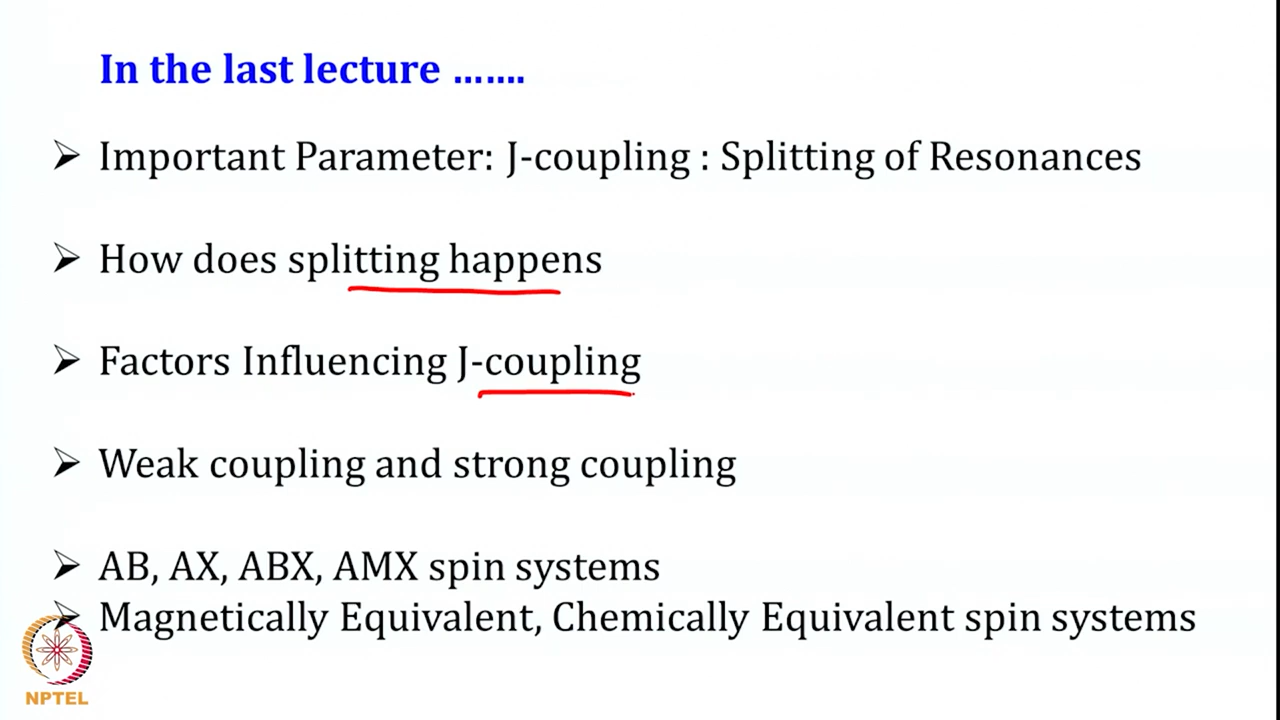 In the last lecture …….
➢ Important Parameter: J-coupling : Splitting of Resonances
➢ How does splitting happens
➢ Factors Influencing J-coupling
➢ Weak coupling and strong coupling
➢ AB, AX, ABX, AMX spin systems
➢ Magnetically Equivalent, Chemically Equivalent spin systems
NPTEL